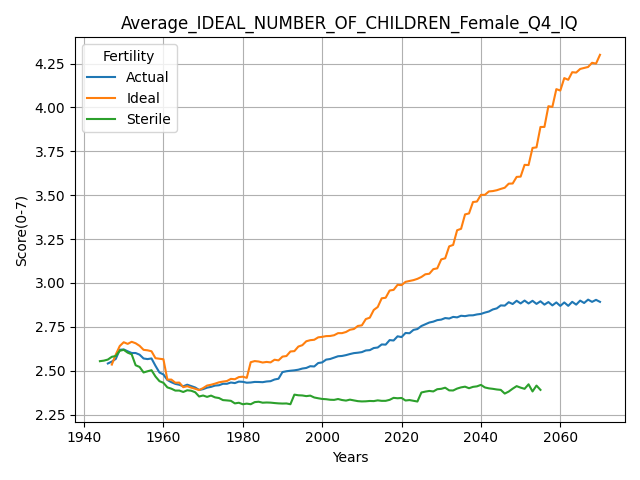 Average_IDEAL_NUMBER_OF_CHILDREN_Female_Q4_IQ
Fertility
Actual
Ideal
Sterile
Score(0-7)
4.25
4.00
3.75
3.50
3.25
3.00
2.75
2.50
2.25
1940 1960 1980 2000 2020 2040 2060
Years